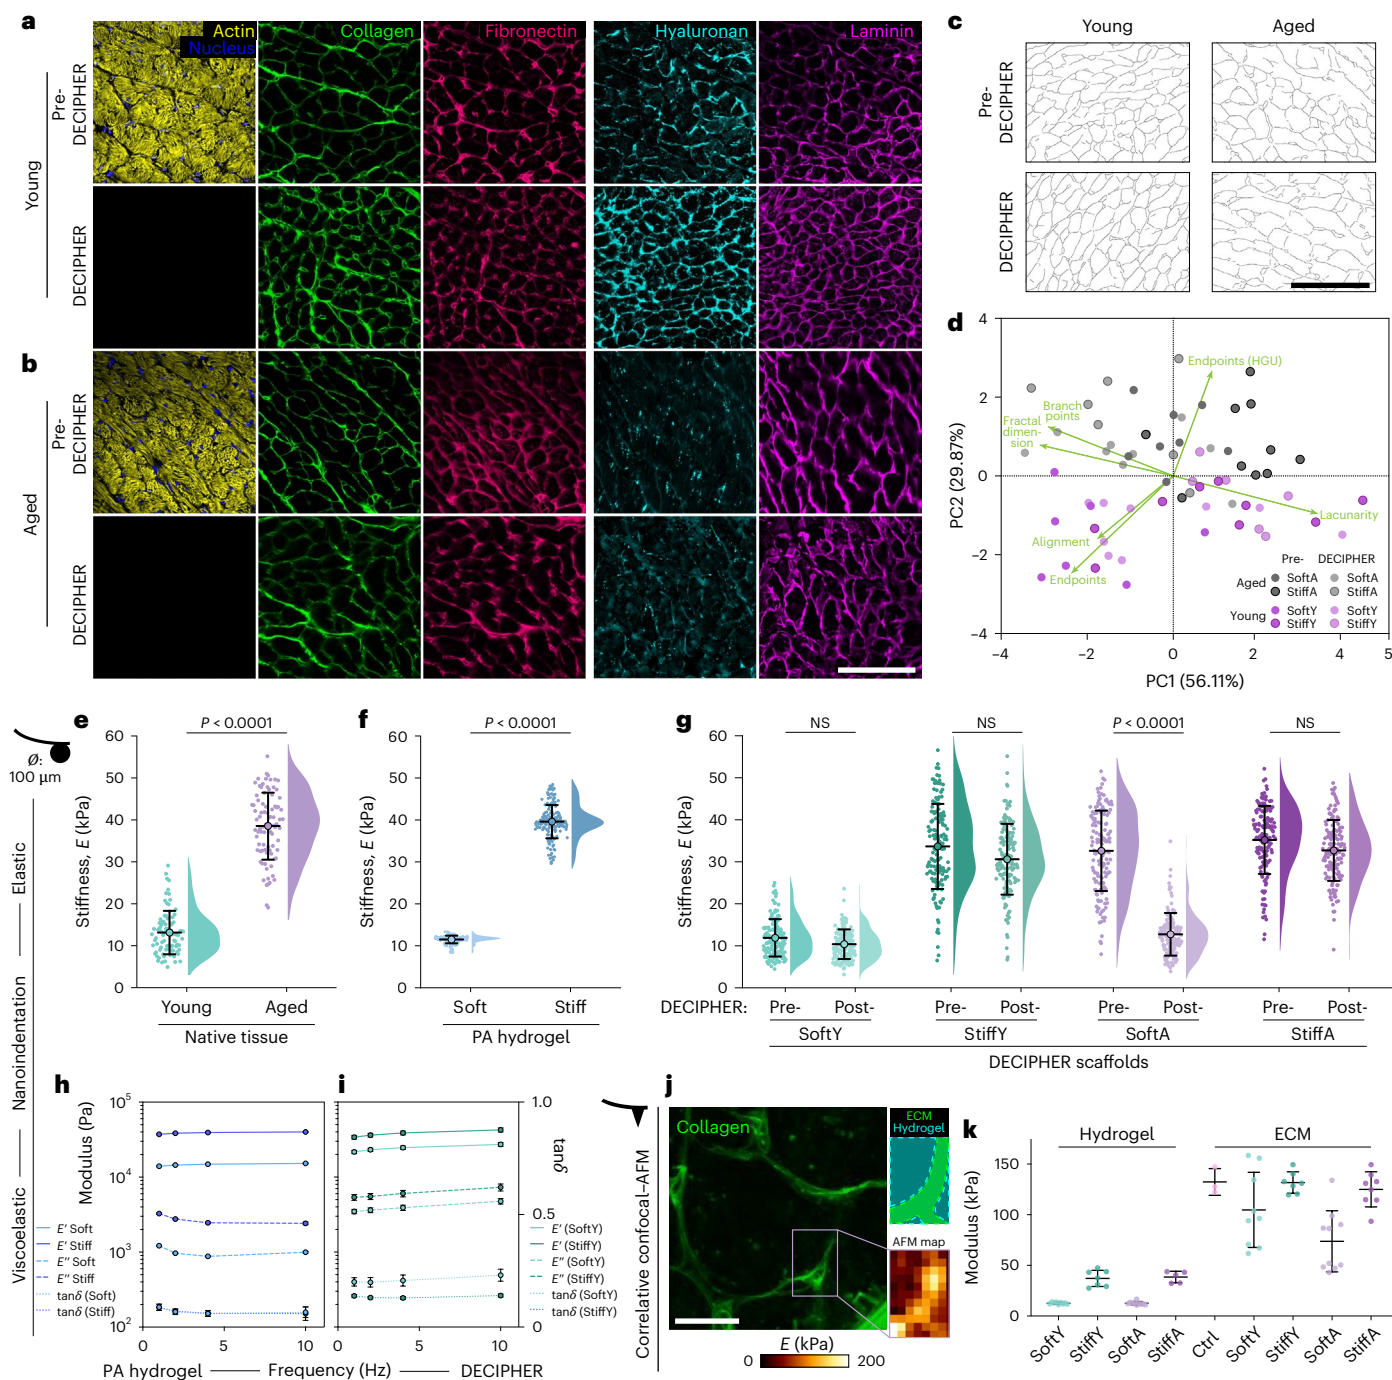 a
Actin
Nucleus
Collagen
Fibronectin
Hyaluronan
Laminin
Young
Pre-
DECIPHER
DECIPHER
b
Aged
Pre-
DECIPHER
DECIPHER
c
Young
Aged
Pre-
DECIPHER
DECIPHER
d
4
2
0
−2
−4
PC2 (29.87%)
Endpoints (HGU)
Branch
points
Fractal
dimen-
sion
Lacunarity
Alignment
Endpoints
Pre- DECIPHER
Aged SoftA SoftA
StiffA StiffA
Young SoftY SoftY
StiffY StiffY
−4 −2 0 2 4 5
PC1 (56.11%)
Ø:
100 μm
Elastic
Nanoindentation
Viscoelastic
e
P < 0.0001
60
50
40
30
20
10
0
Stiffness, E (kPa)
Young Aged
Native tissue
f
P < 0.0001
60
50
40
30
20
10
0
Stiffness, E (kPa)
Soft Stiff
PA hydrogel
g
NS NS P < 0.0001 NS
60
50
40
30
20
10
0
Stiffness, E (kPa)
DECIPHER: Pre- Post- Pre- Post- Pre- Post- Pre- Post-
SoftY StiffY SoftA StiffA
DECIPHER scaffolds
h
10⁵
10⁴
10³
10²
Modulus (Pa)
E′ Soft
E′ Stiff
E″ Soft
E″ Stiff
tanδ (Soft)
tanδ (Stiff)
0 5 10
i
1.0
0.5
0
tanδ
E′ (SoftY)
E′ (StiffY)
E″ (SoftY)
E″ (StiffY)
tanδ (SoftY)
tanδ (StiffY)
0 5 10
PA hydrogel Frequency (Hz) DECIPHER
j
Correlative confocal–AFM
Collagen
ECM
Hydrogel
AFM map
E (kPa)
0 200
k
Hydrogel ECM
150
100
50
0
Modulus (kPa)
SoftY StiffY SoftA StiffA Ctrl SoftY StiffY SoftA StiffA